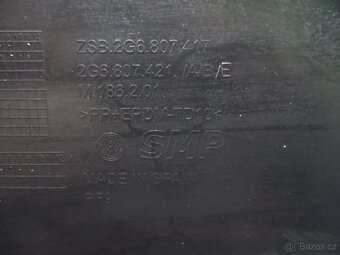 ZSB.2G6.807.417
2G6.807.421. /A/B/E
M.186.2.01
>PP+EPDM-TD10<
SMP
MADE IN SPAIN
© Bazos.cz